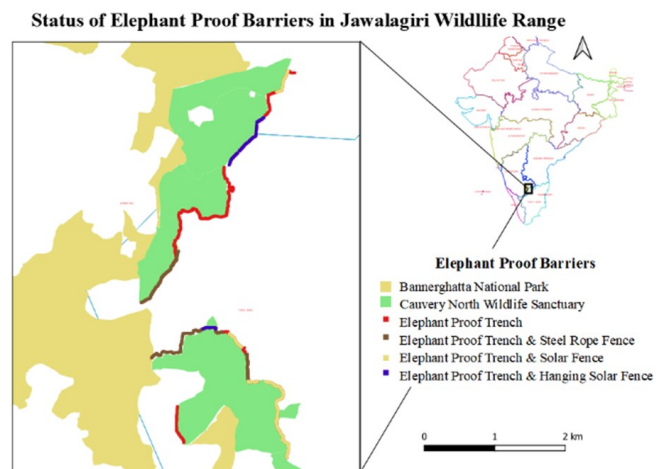 Status of Elephant Proof Barriers in Jawalagiri Wildllife Range
Elephant Proof Barriers
Bannerghatta National Park
Cauvery North Wildlife Sanctuary
Elephant Proof Trench
Elephant Proof Trench & Steel Rope Fence
Elephant Proof Trench & Solar Fence
Elephant Proof Trench & Hanging Solar Fence
0 1 2 km